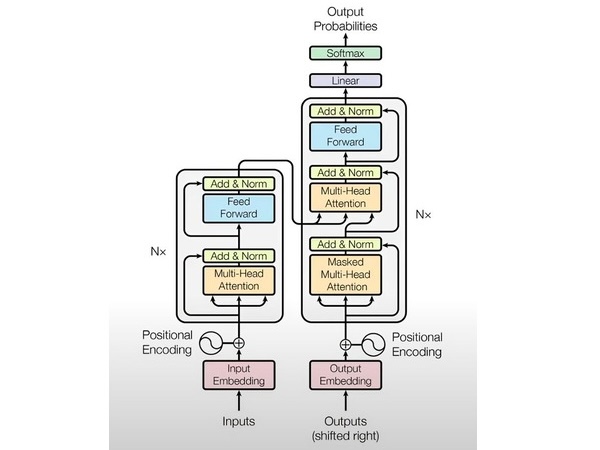 Output
Probabilities
Softmax
Linear
Add & Norm
Feed
Forward
Add & Norm
Multi-Head
Attention
Nx
Add & Norm
Masked
Multi-Head
Attention
Add & Norm
Feed
Forward
Nx
Add & Norm
Multi-Head
Attention
Positional
Encoding
Positional
Encoding
Input
Embedding
Output
Embedding
Inputs
Outputs
(shifted right)